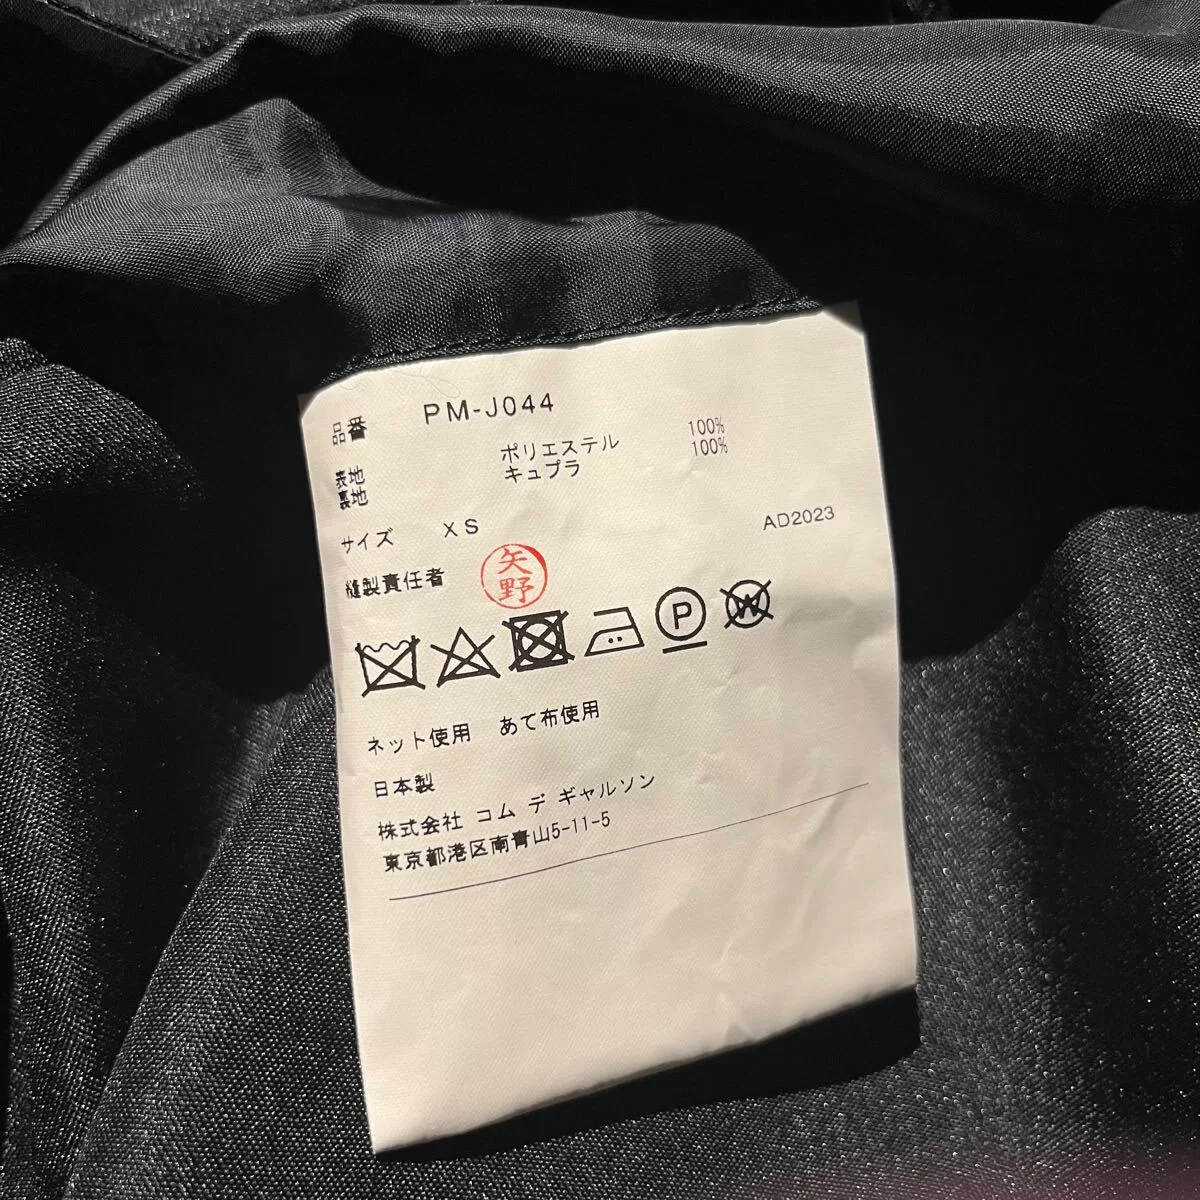 品番 PM-J044
表地 ポリエステル 100%
裏地 キュプラ 100%
サイズ XS AD2023
縫製責任者 矢野
P W
ネット使用 あて布使用
日本製
株式会社 コム デ ギャルソン
東京都港区南青山5-11-5